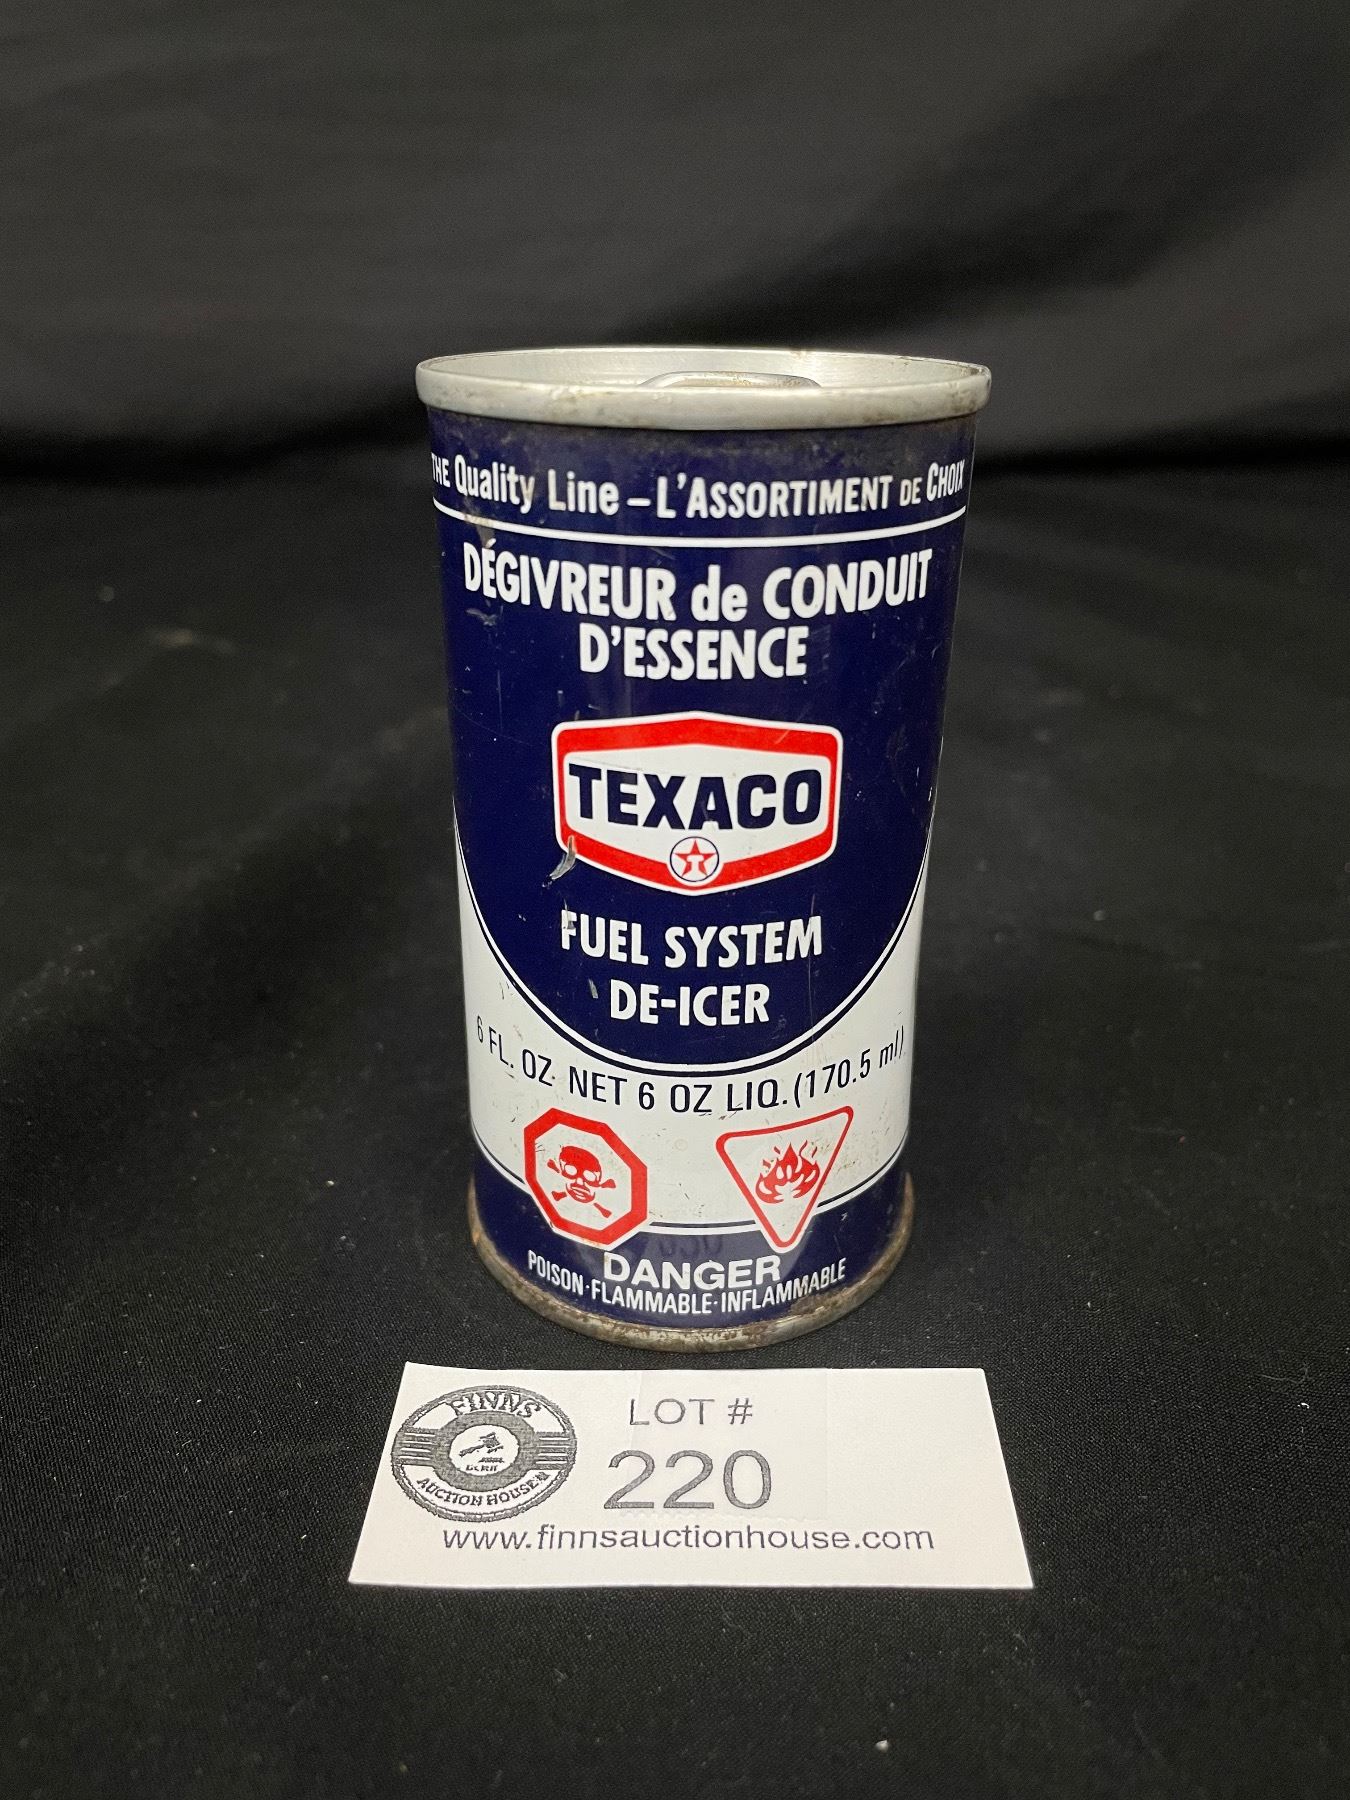 THE Quality Line – L'ASSORTIMENT DE CHOIX
DÉGIVREUR de CONDUIT
D'ESSENCE
TEXACO
T
FUEL SYSTEM
DE-ICER
6 FL. OZ. NET 6 OZ LIQ. (170.5 ml)
DANGER
POISON·FLAMMABLE·INFLAMMABLE
FINNS
AUCTION HOUSE
LOT #
220
www.finnsauctionhouse.com